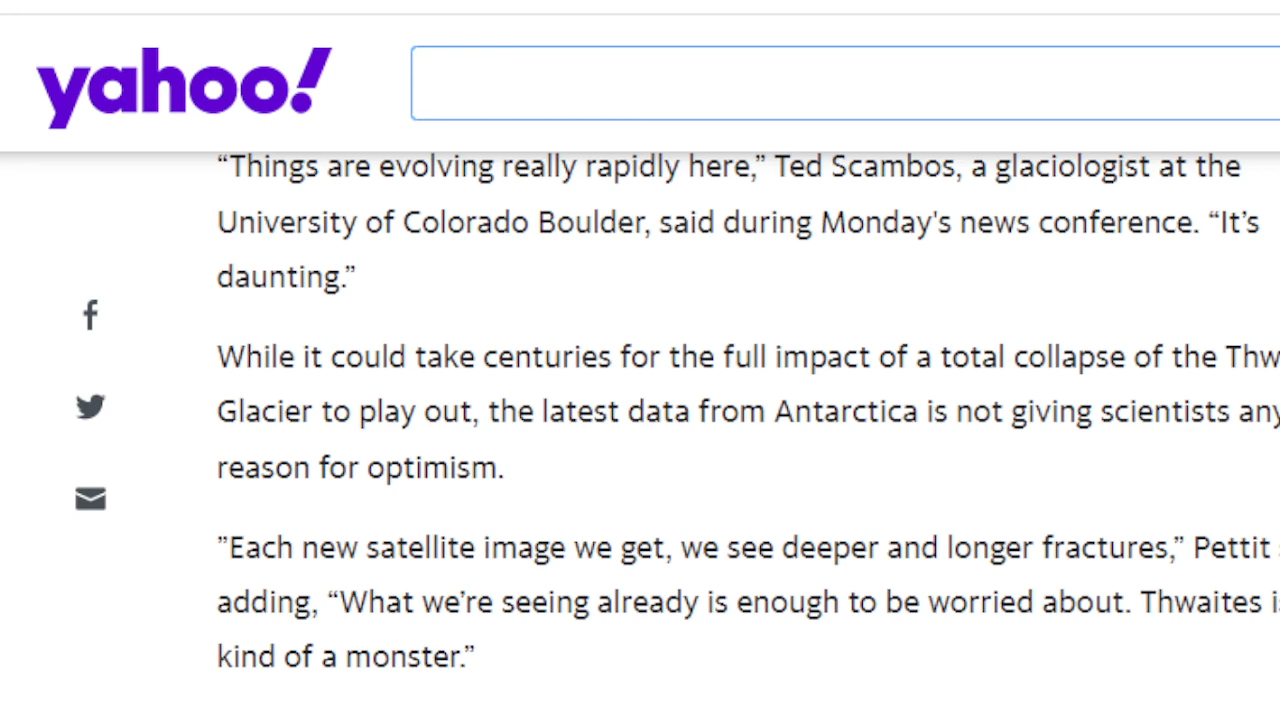 yahoo!
“Things are evolving really rapidly here,” Ted Scambos, a glaciologist at the
University of Colorado Boulder, said during Monday's news conference. “It’s
daunting.”
While it could take centuries for the full impact of a total collapse of the Thw
Glacier to play out, the latest data from Antarctica is not giving scientists any
reason for optimism.
”Each new satellite image we get, we see deeper and longer fractures,” Pettit
adding, “What we’re seeing already is enough to be worried about. Thwaites is
kind of a monster.”